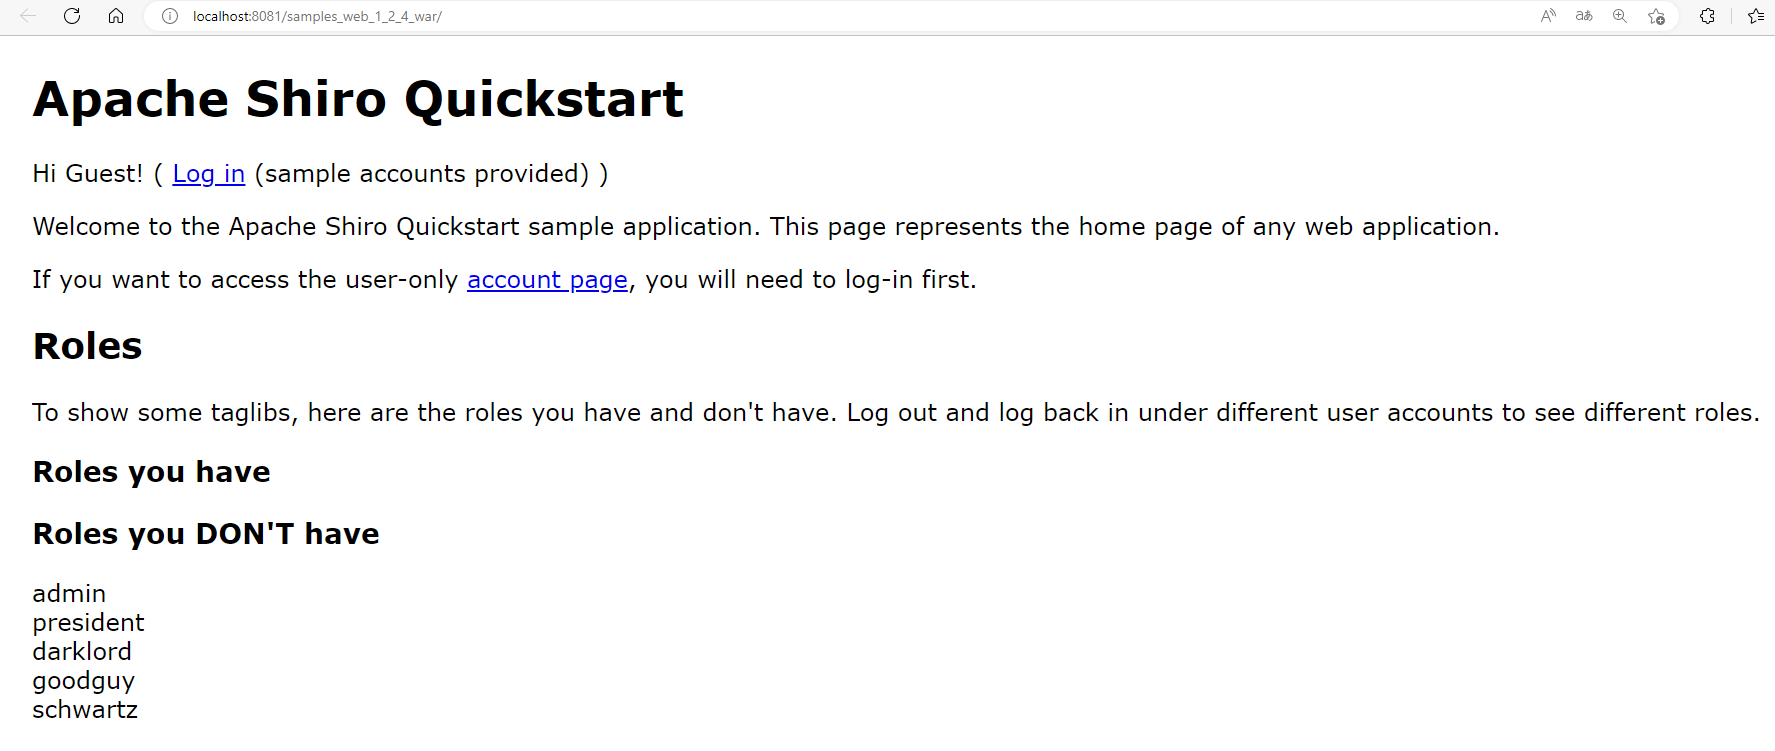 localhost:8081/samples_web_1_2_4_war/
Apache Shiro Quickstart
Hi Guest! ( Log in (sample accounts provided) )
Welcome to the Apache Shiro Quickstart sample application. This page represents the home page of any web application.
If you want to access the user-only account page, you will need to log-in first.
Roles
To show some taglibs, here are the roles you have and don't have. Log out and log back in under different user accounts to see different roles.
Roles you have
Roles you DON'T have
admin
president
darklord
goodguy
schwartz